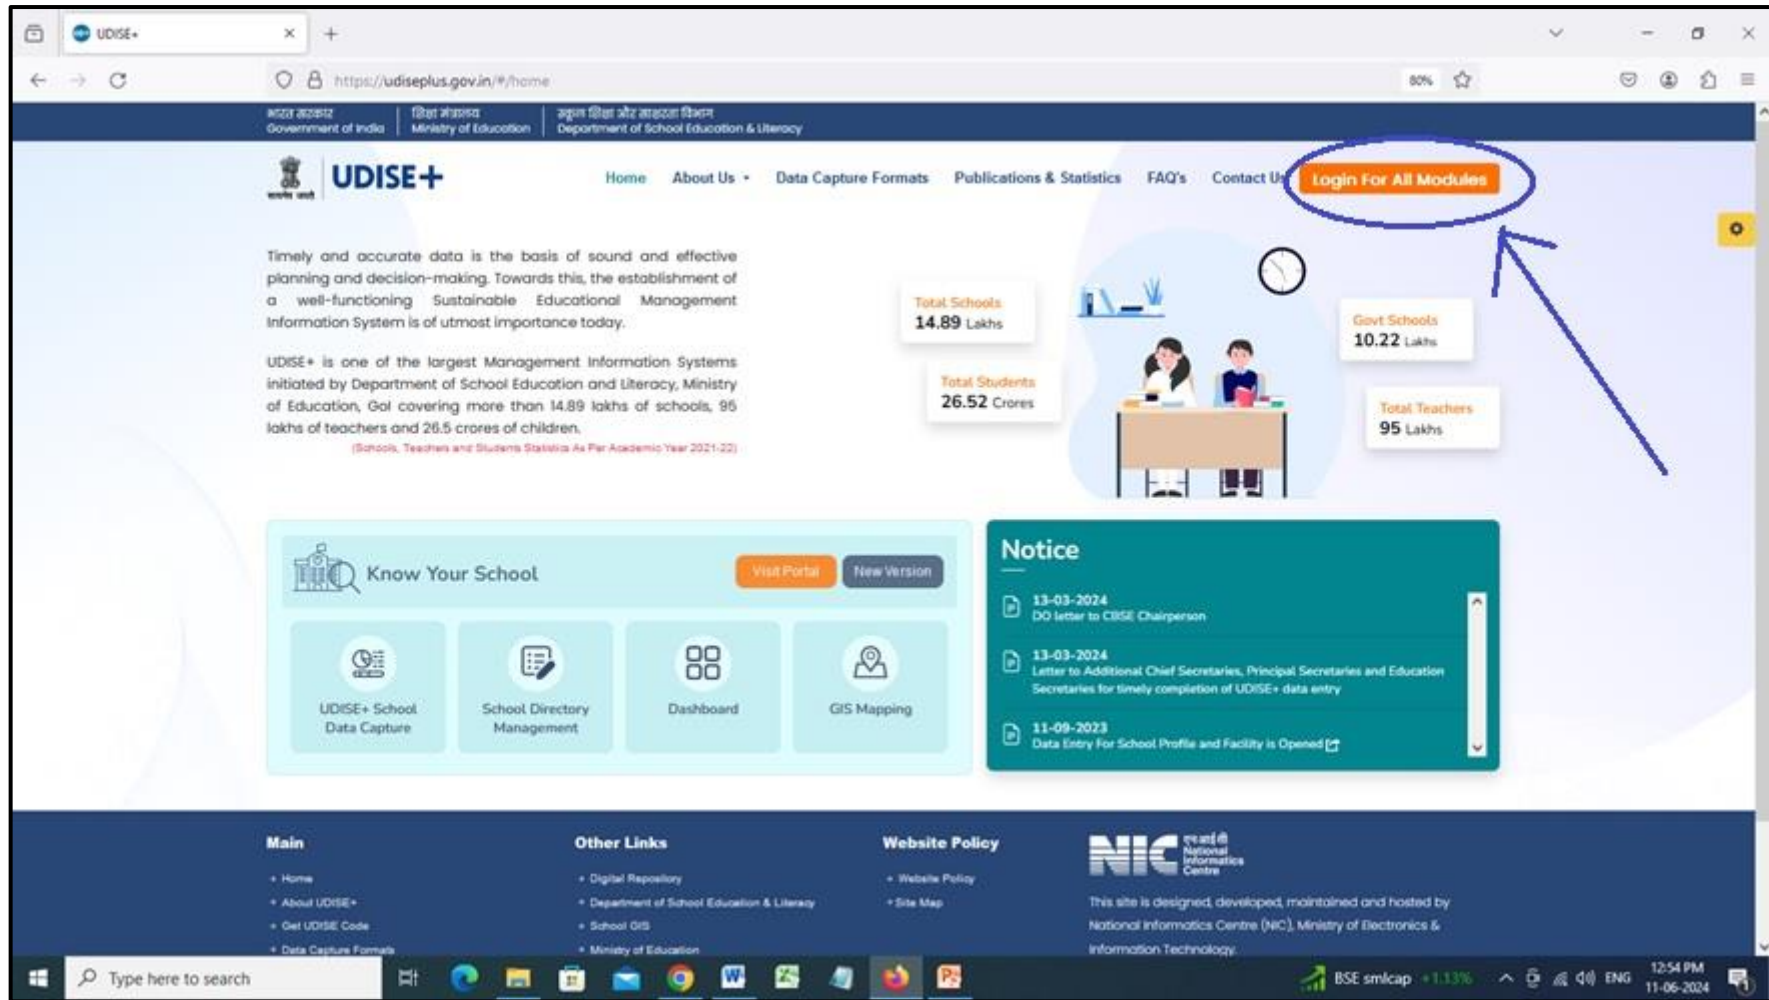 UDISE+
https://udiseplus.gov.in/#/home
80%
भारत सरकार
Government of India
शिक्षा मंत्रालय
Ministry of Education
स्कूल शिक्षा और साक्षरता विभाग
Department of School Education & Literacy
सत्यमेव जयते
UDISE+
Home
About Us
Data Capture Formats
Publications & Statistics
FAQ's
Contact Us
Login For All Modules
Timely and accurate data is the basis of sound and effective
planning and decision-making. Towards this, the establishment of
a well-functioning Sustainable Educational Management
Information System is of utmost importance today.
UDISE+ is one of the largest Management Information Systems
initiated by Department of School Education and Literacy, Ministry
of Education, GoI covering more than 14.89 lakhs of schools, 95
lakhs of teachers and 26.5 crores of children.
(Schools, Teachers and Students Statistics As Per Academic Year 2021-22)
Total Schools
14.89 Lakhs
Total Students
26.52 Crores
Govt Schools
10.22 Lakhs
Total Teachers
95 Lakhs
Know Your School
Visit Portal
New Version
UDISE+ School
Data Capture
School Directory
Management
Dashboard
GIS Mapping
Notice
13-03-2024
DO letter to CBSE Chairperson
13-03-2024
Letter to Additional Chief Secretaries, Principal Secretaries and Education
Secretaries for timely completion of UDISE+ data entry
11-09-2023
Data Entry For School Profile and Facility is Opened
Main
+ Home
+ About UDISE+
+ Get UDISE Code
+ Data Capture Formats
Other Links
+ Digital Repository
+ Department of School Education & Literacy
+ School GIS
+ Ministry of Education
Website Policy
+ Website Policy
+ Site Map
NIC
एनआईसी
National
Informatics
Centre
This site is designed, developed, maintained and hosted by
National Informatics Centre (NIC), Ministry of Electronics &
Information Technology.
Type here to search
BSE smlcap +1.13%
ENG
12:54 PM
11-06-2024